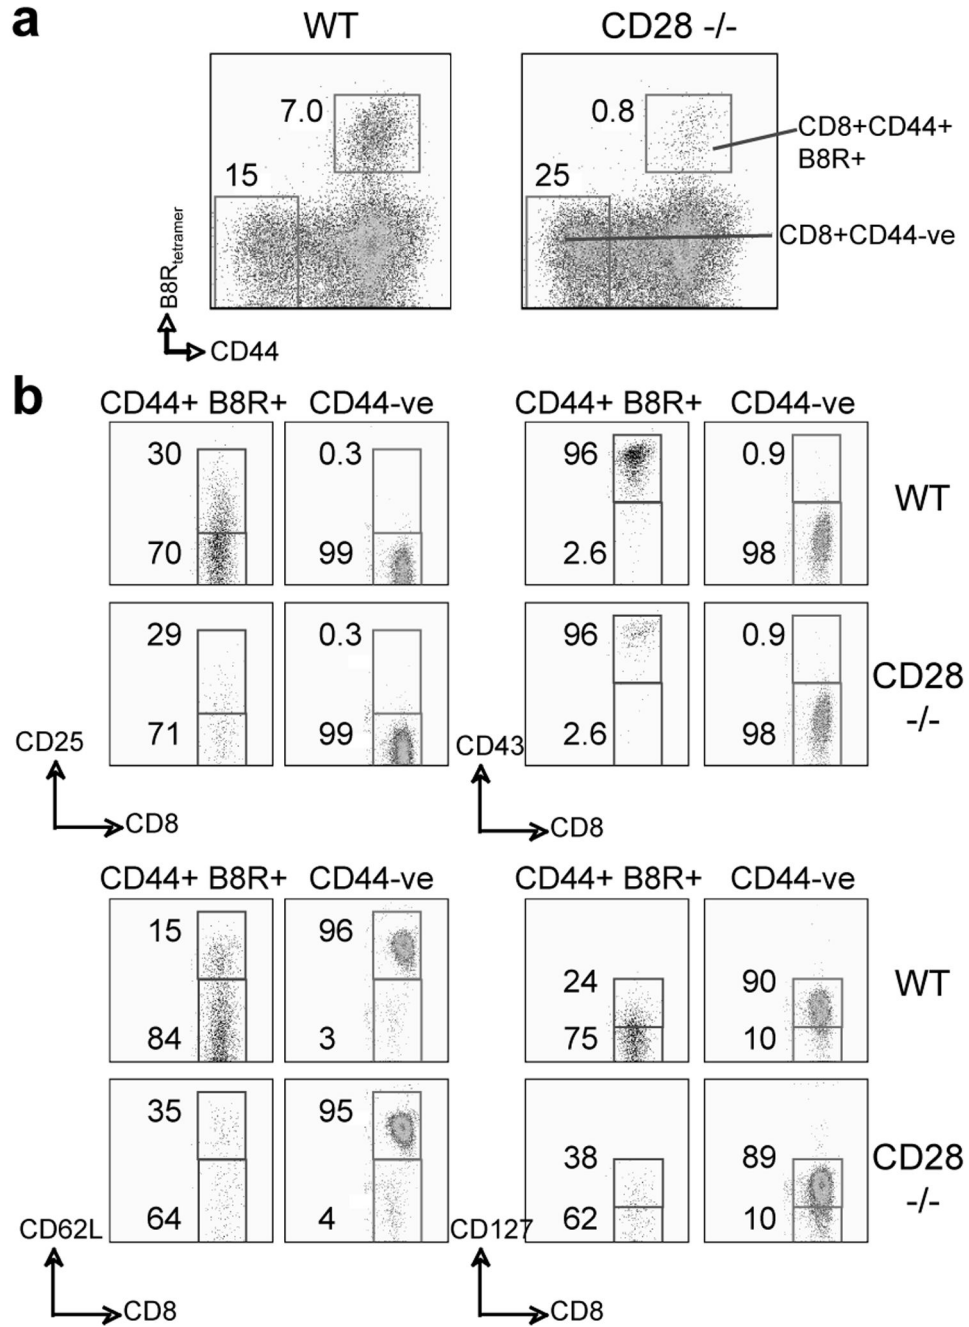 a
WT
CD28 -/-
7.0
0.8
CD8+CD44+
B8R+
15
25
CD8+CD44-ve
B8Rtetramer
CD44
b
CD44+ B8R+
CD44-ve
CD44+ B8R+
CD44-ve
30
0.3
96
0.9
WT
70
99
2.6
98
29
0.3
96
0.9
CD28
-/-
71
99
2.6
98
CD25
CD43
CD8
CD8
CD44+ B8R+
CD44-ve
CD44+ B8R+
CD44-ve
15
96
24
90
WT
84
3
75
10
35
95
38
89
CD28
-/-
64
4
62
10
CD62L
CD127
CD8
CD8